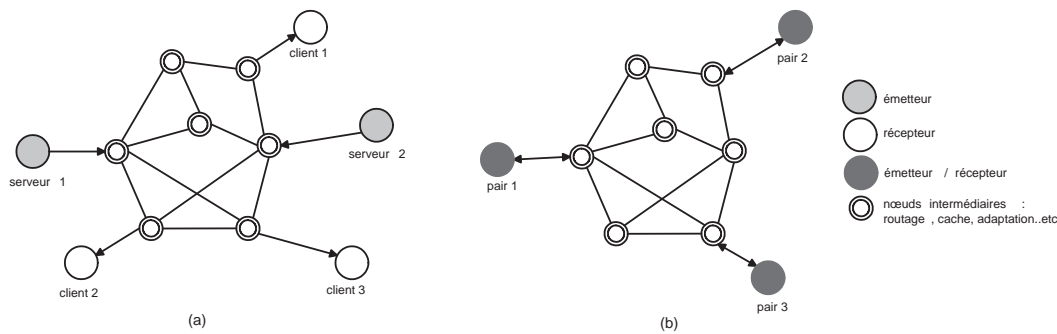 client 1
serveur 1
serveur 2
client 2
client 3
(a)
pair 2
pair 1
pair 3
(b)
émetteur
récepteur
émetteur / récepteur
nœuds intermédiaires :
routage , cache, adaptation..etc